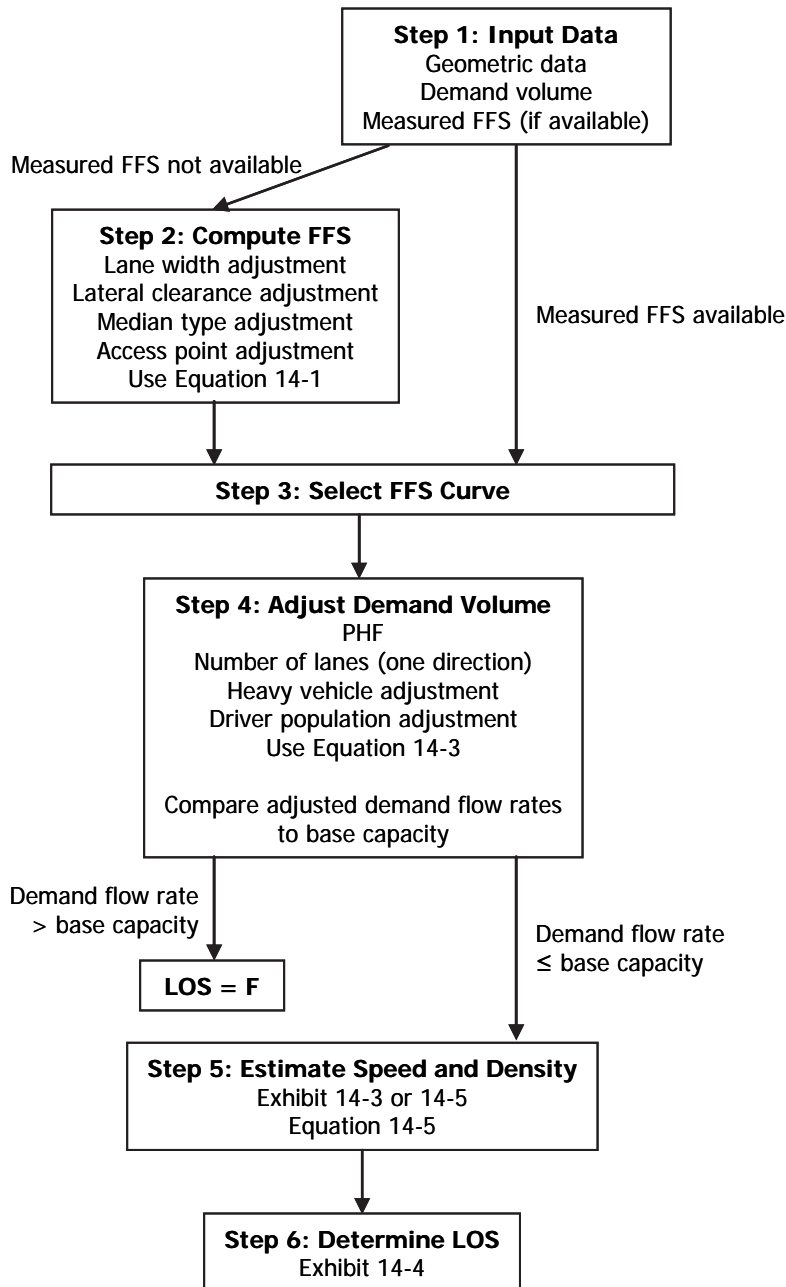 Step 1: Input Data
Geometric data
Demand volume
Measured FFS (if available)
Measured FFS not available
Step 2: Compute FFS
Lane width adjustment
Lateral clearance adjustment
Median type adjustment
Access point adjustment
Use Equation 14-1
Measured FFS available
Step 3: Select FFS Curve
Step 4: Adjust Demand Volume
PHF
Number of lanes (one direction)
Heavy vehicle adjustment
Driver population adjustment
Use Equation 14-3
Compare adjusted demand flow rates
to base capacity
Demand flow rate
> base capacity
LOS = F
Demand flow rate
≤ base capacity
Step 5: Estimate Speed and Density
Exhibit 14-3 or 14-5
Equation 14-5
Step 6: Determine LOS
Exhibit 14-4